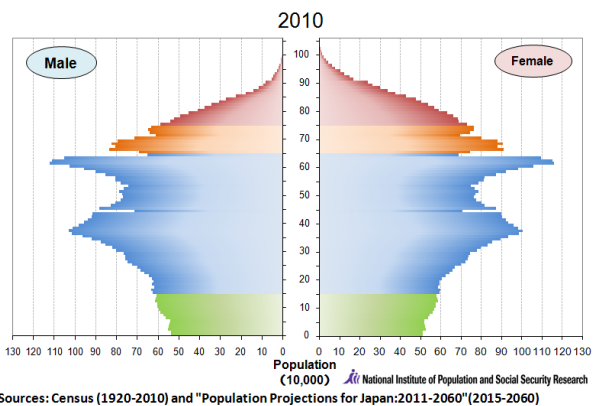 2010
Male
Female
100
90
80
70
60
50
40
30
20
10
0
130 120 110 100 90 80 70 60 50 40 30 20 10 0
0 10 20 30 40 50 60 70 80 90 100 110 120 130
Population
(10,000)
National Institute of Population and Social Security Research
Sources: Census (1920-2010) and "Population Projections for Japan:2011-2060"(2015-2060)